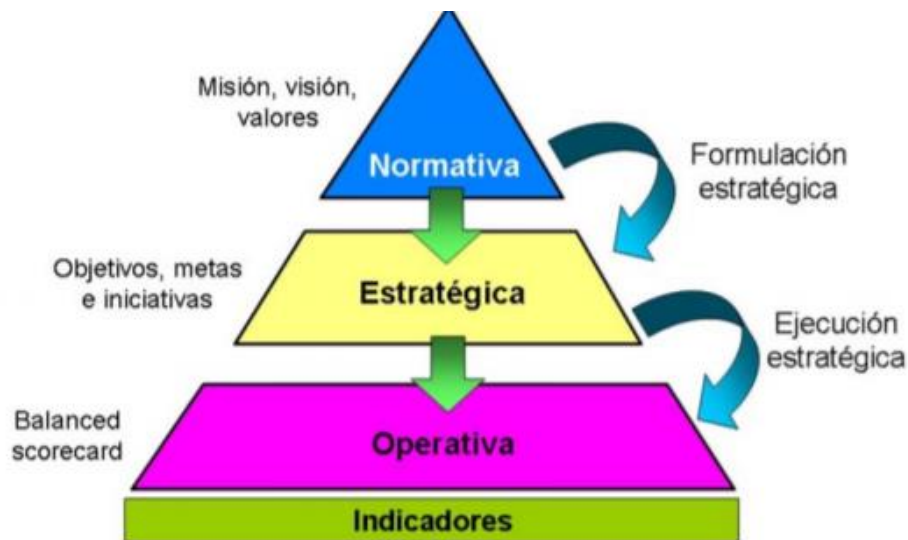 Misión, visión,
valores
Normativa
Formulación
estratégica
Objetivos, metas
e iniciativas
Estratégica
Ejecución
estratégica
Balanced
scorecard
Operativa
Indicadores